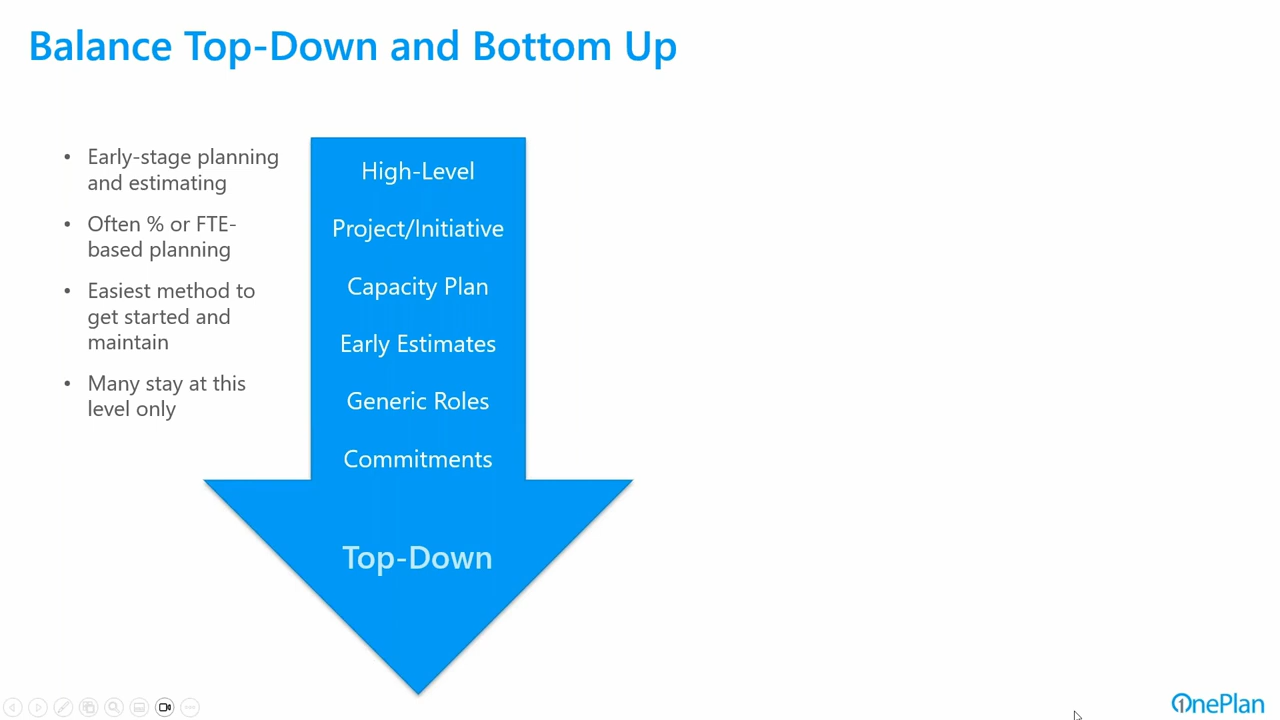 Balance Top-Down and Bottom Up
• Early-stage planning
and estimating
• Often % or FTE-
based planning
• Easiest method to
get started and
maintain
• Many stay at this
level only
High-Level
Project/Initiative
Capacity Plan
Early Estimates
Generic Roles
Commitments
Top-Down
OnePlan